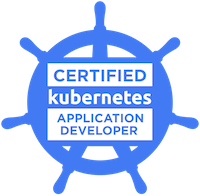 CERTIFIED
kubernetes
APPLICATION
DEVELOPER